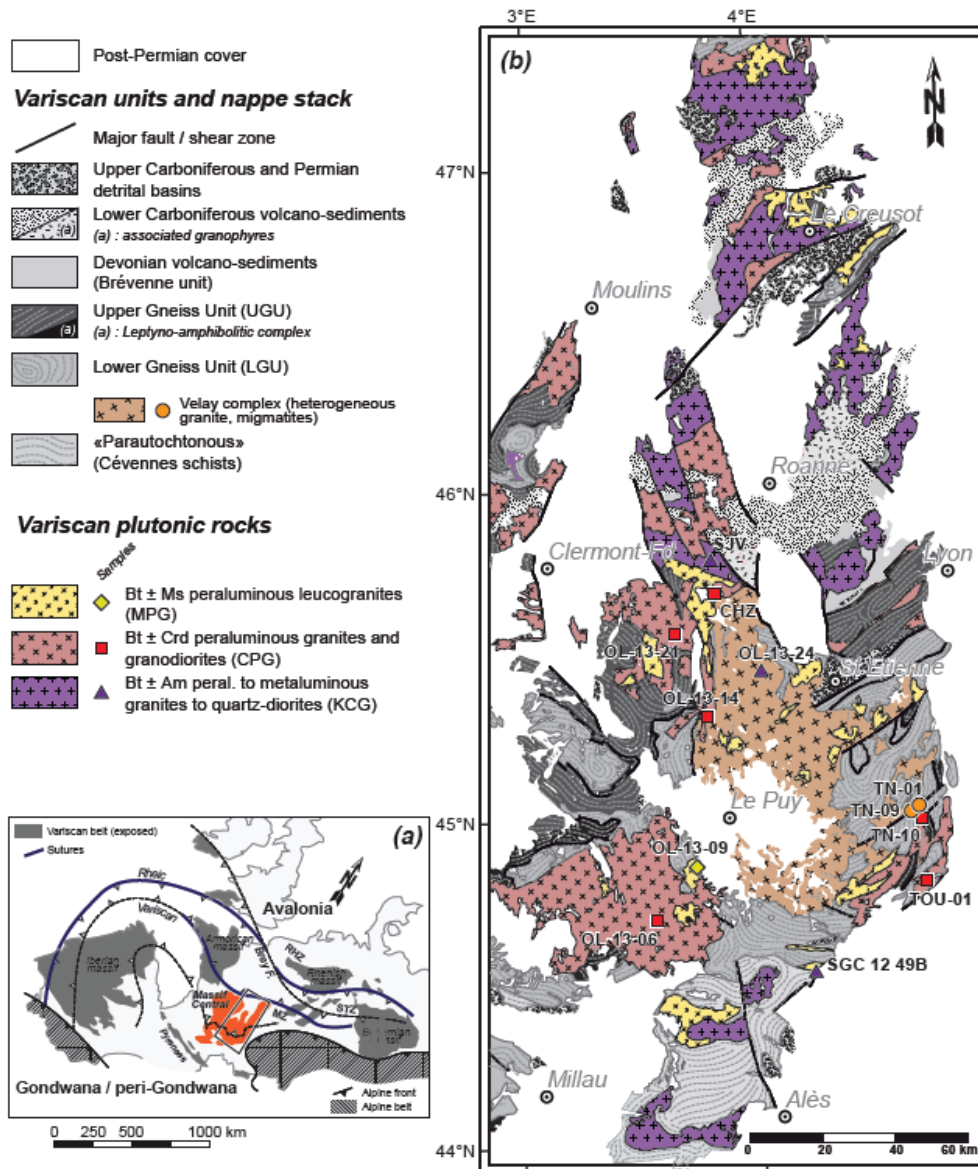 Post-Permian cover
Variscan units and nappe stack
Major fault / shear zone
Upper Carboniferous and Permian
detrital basins
(a)
Lower Carboniferous volcano-sediments
(a) : associated granophyres
Devonian volcano-sediments
(Brévenne unit)
(a)
Upper Gneiss Unit (UGU)
(a) : Leptyno-amphibolitic complex
Lower Gneiss Unit (LGU)
Velay complex (heterogeneous
granite, migmatites)
«Parautochtonous»
(Cévennes schists)
Variscan plutonic rocks
Samples
Bt ± Ms peraluminous leucogranites
(MPG)
Bt ± Crd peraluminous granites and
granodiorites (CPG)
Bt ± Am peral. to metaluminous
granites to quartz-diorites (KCG)
(a)
Variscan belt (exposed)
Sutures
N
Rheic
Variscan
Avalonia
Bray F.
RHZ
Armorican
massif
Rhenish
massif
Iberian
massif
Massif
Central
MZ
STZ
Bohemian
massif
Pyrenees
Gondwana / peri-Gondwana
Alpine front
Alpine belt
0 250 500 1000 km
3°E
4°E
(b)
N
47°N
Le Creusot
Moulins
Roanne
46°N
SJV
Clermont-Fd
Lyon
CHZ
OL-13-21
OL-13-24
St Etienne
OL-13-14
TN-01
Le Puy
TN-09
45°N
TN-10
OL-13-09
TOU-01
OL-13-06
SGC 12 49B
Millau
Alès
44°N
0 20 40 60 km